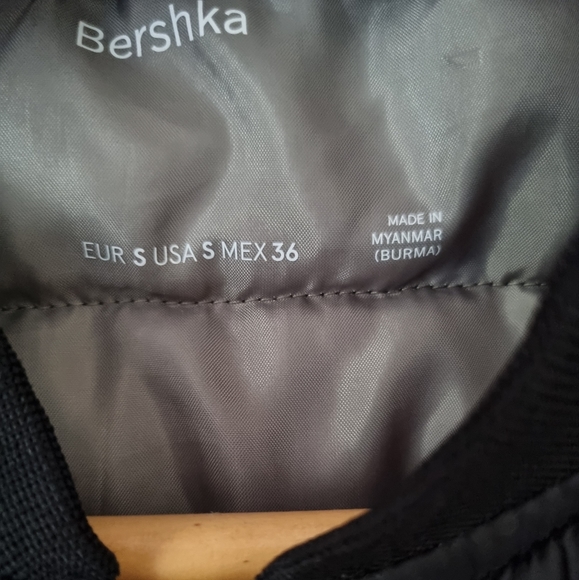 Bershka
EUR S USA S MEX 36
MADE IN
MYANMAR
(BURMA)